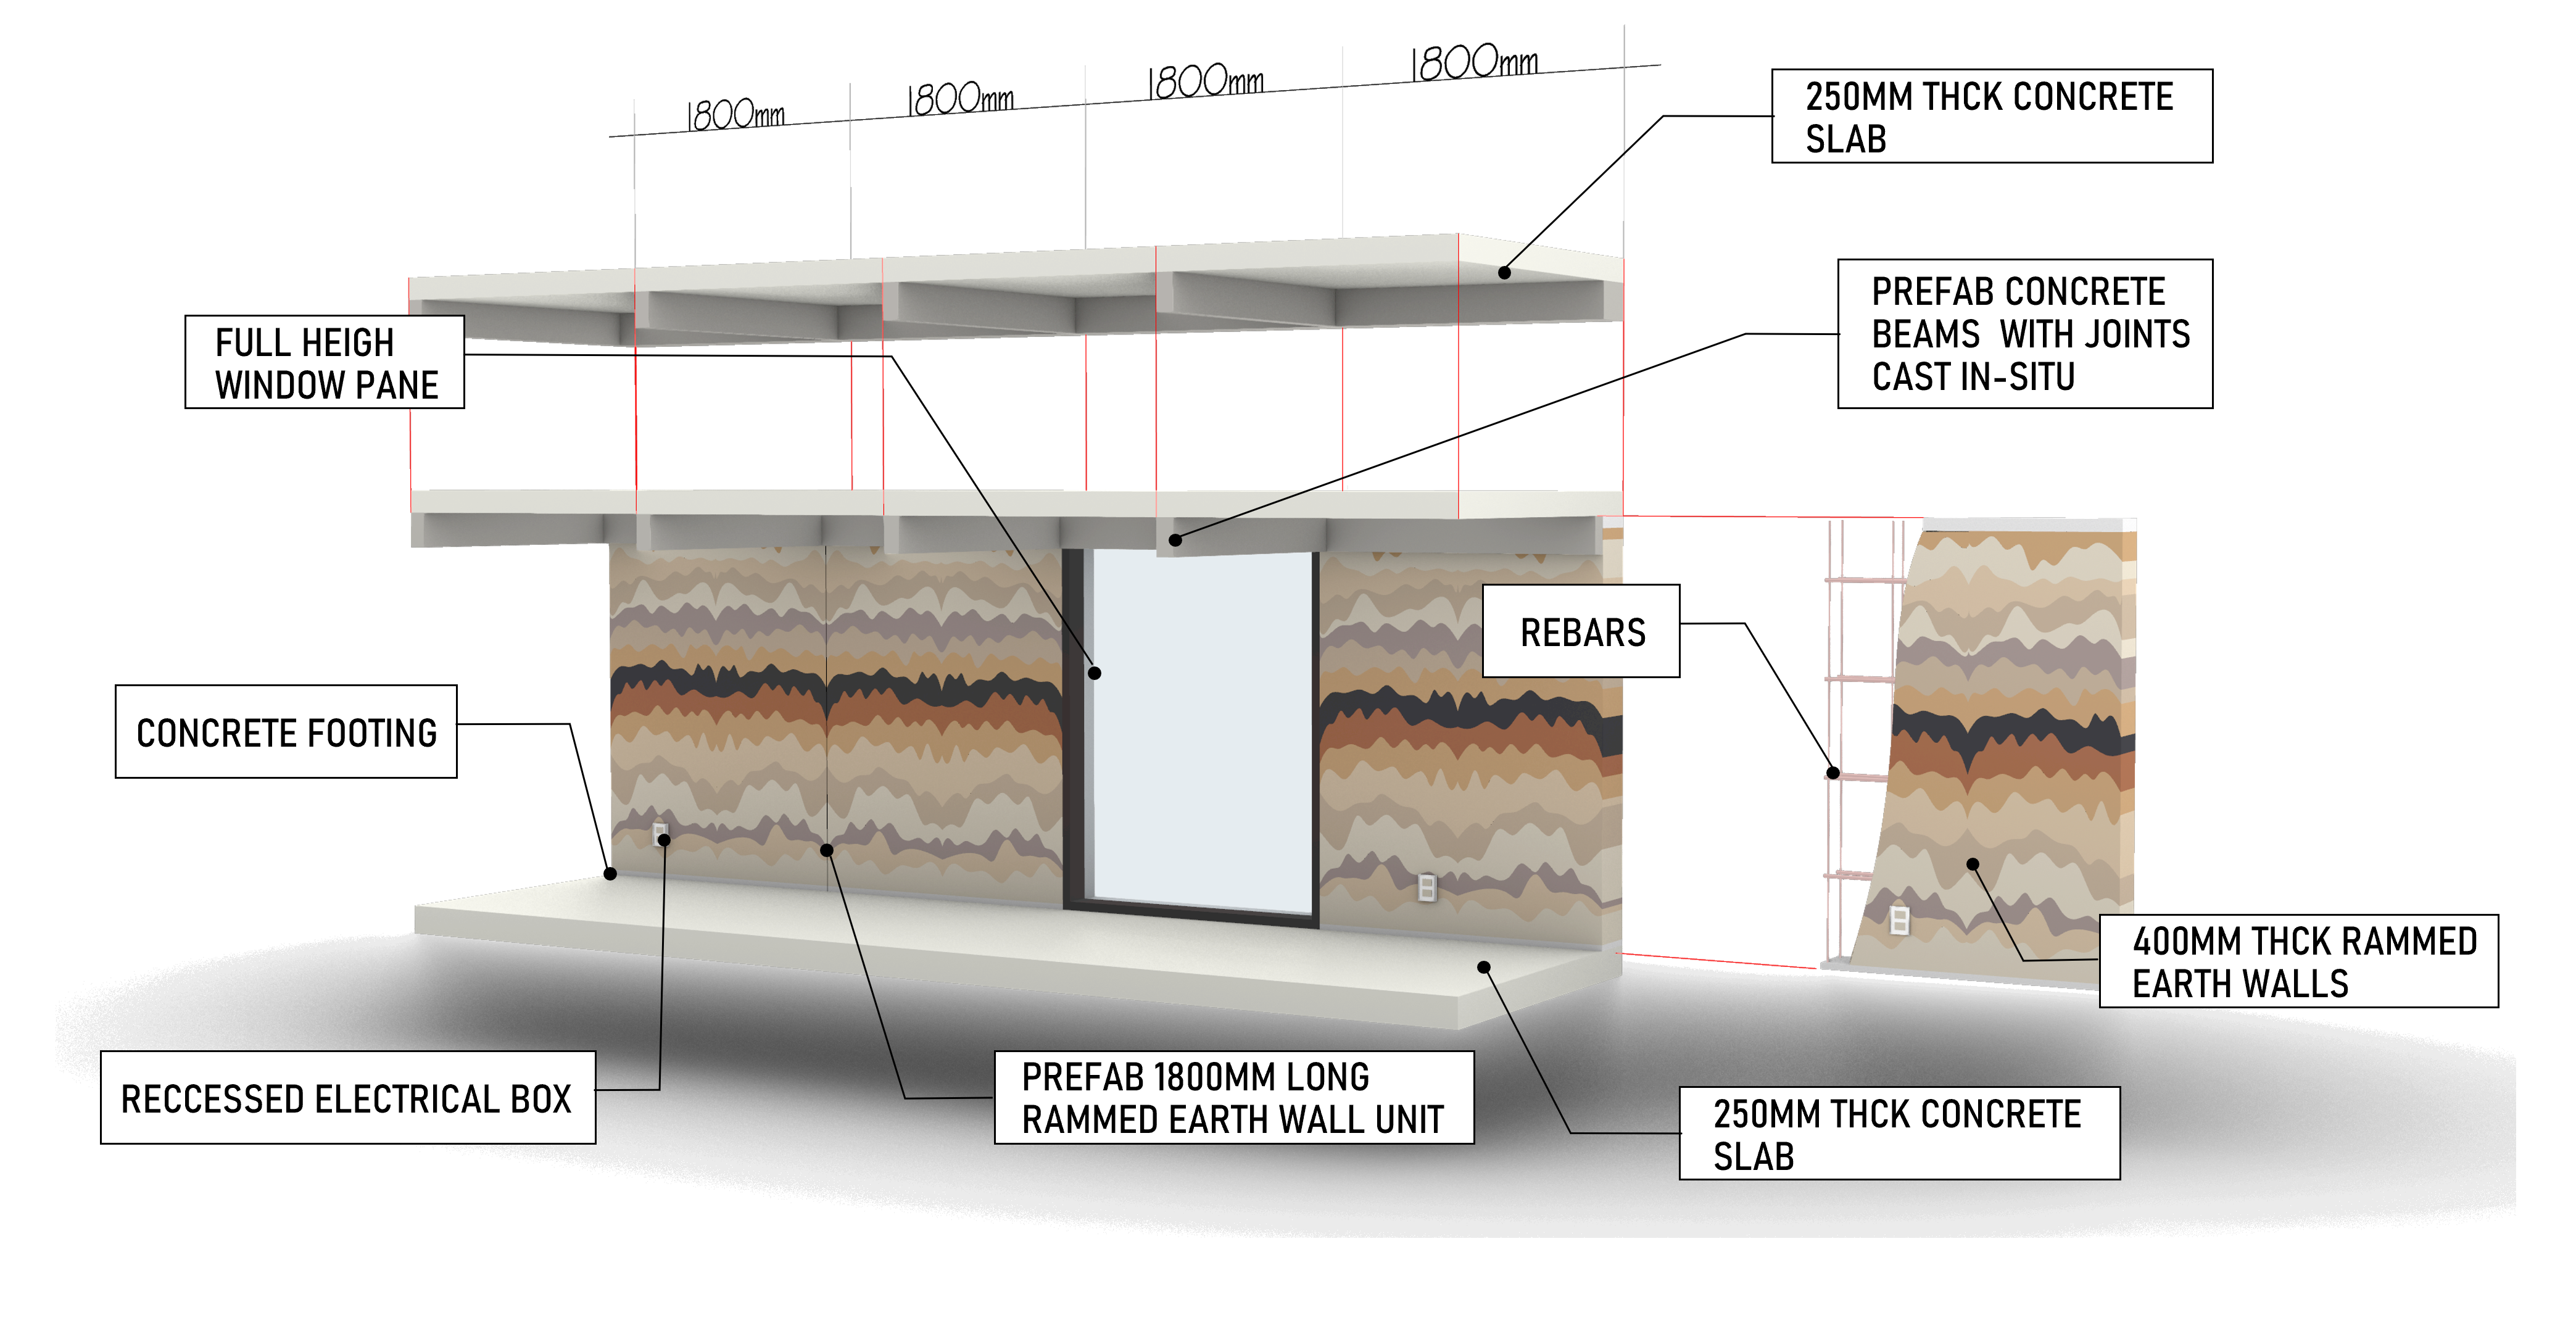 1800mm
1800mm
1800mm
1800mm
250MM THCK CONCRETE
SLAB
PREFAB CONCRETE
BEAMS  WITH JOINTS
CAST IN-SITU
FULL HEIGH
WINDOW PANE
REBARS
CONCRETE FOOTING
400MM THCK RAMMED
EARTH WALLS
RECCESSED ELECTRICAL BOX
PREFAB 1800MM LONG
RAMMED EARTH WALL UNIT
250MM THCK CONCRETE
SLAB